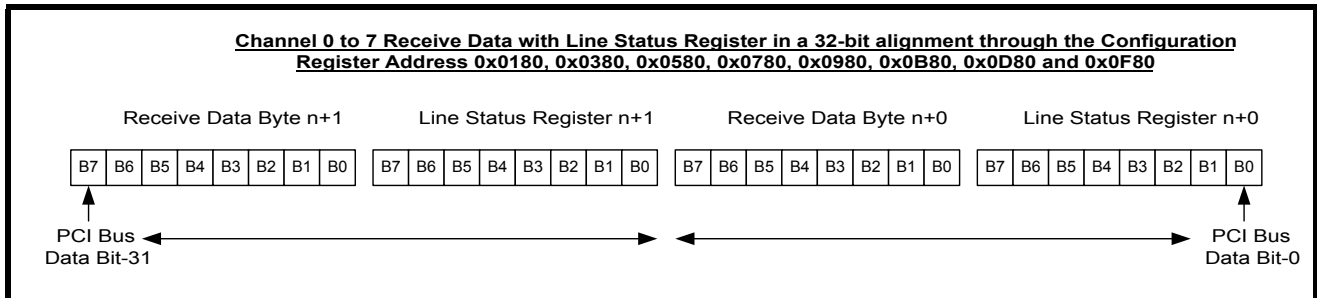 Channel 0 to 7 Receive Data with Line Status Register in a 32-bit alignment through the Configuration
Register Address 0x0180, 0x0380, 0x0580, 0x0780, 0x0980, 0x0B80, 0x0D80 and 0x0F80
Receive Data Byte n+1 Line Status Register n+1 Receive Data Byte n+0 Line Status Register n+0
B7 B6 B5 B4 B3 B2 B1 B0 B7 B6 B5 B4 B3 B2 B1 B0 B7 B6 B5 B4 B3 B2 B1 B0 B7 B6 B5 B4 B3 B2 B1 B0
PCI Bus PCI Bus
Data Bit-31 Data Bit-0